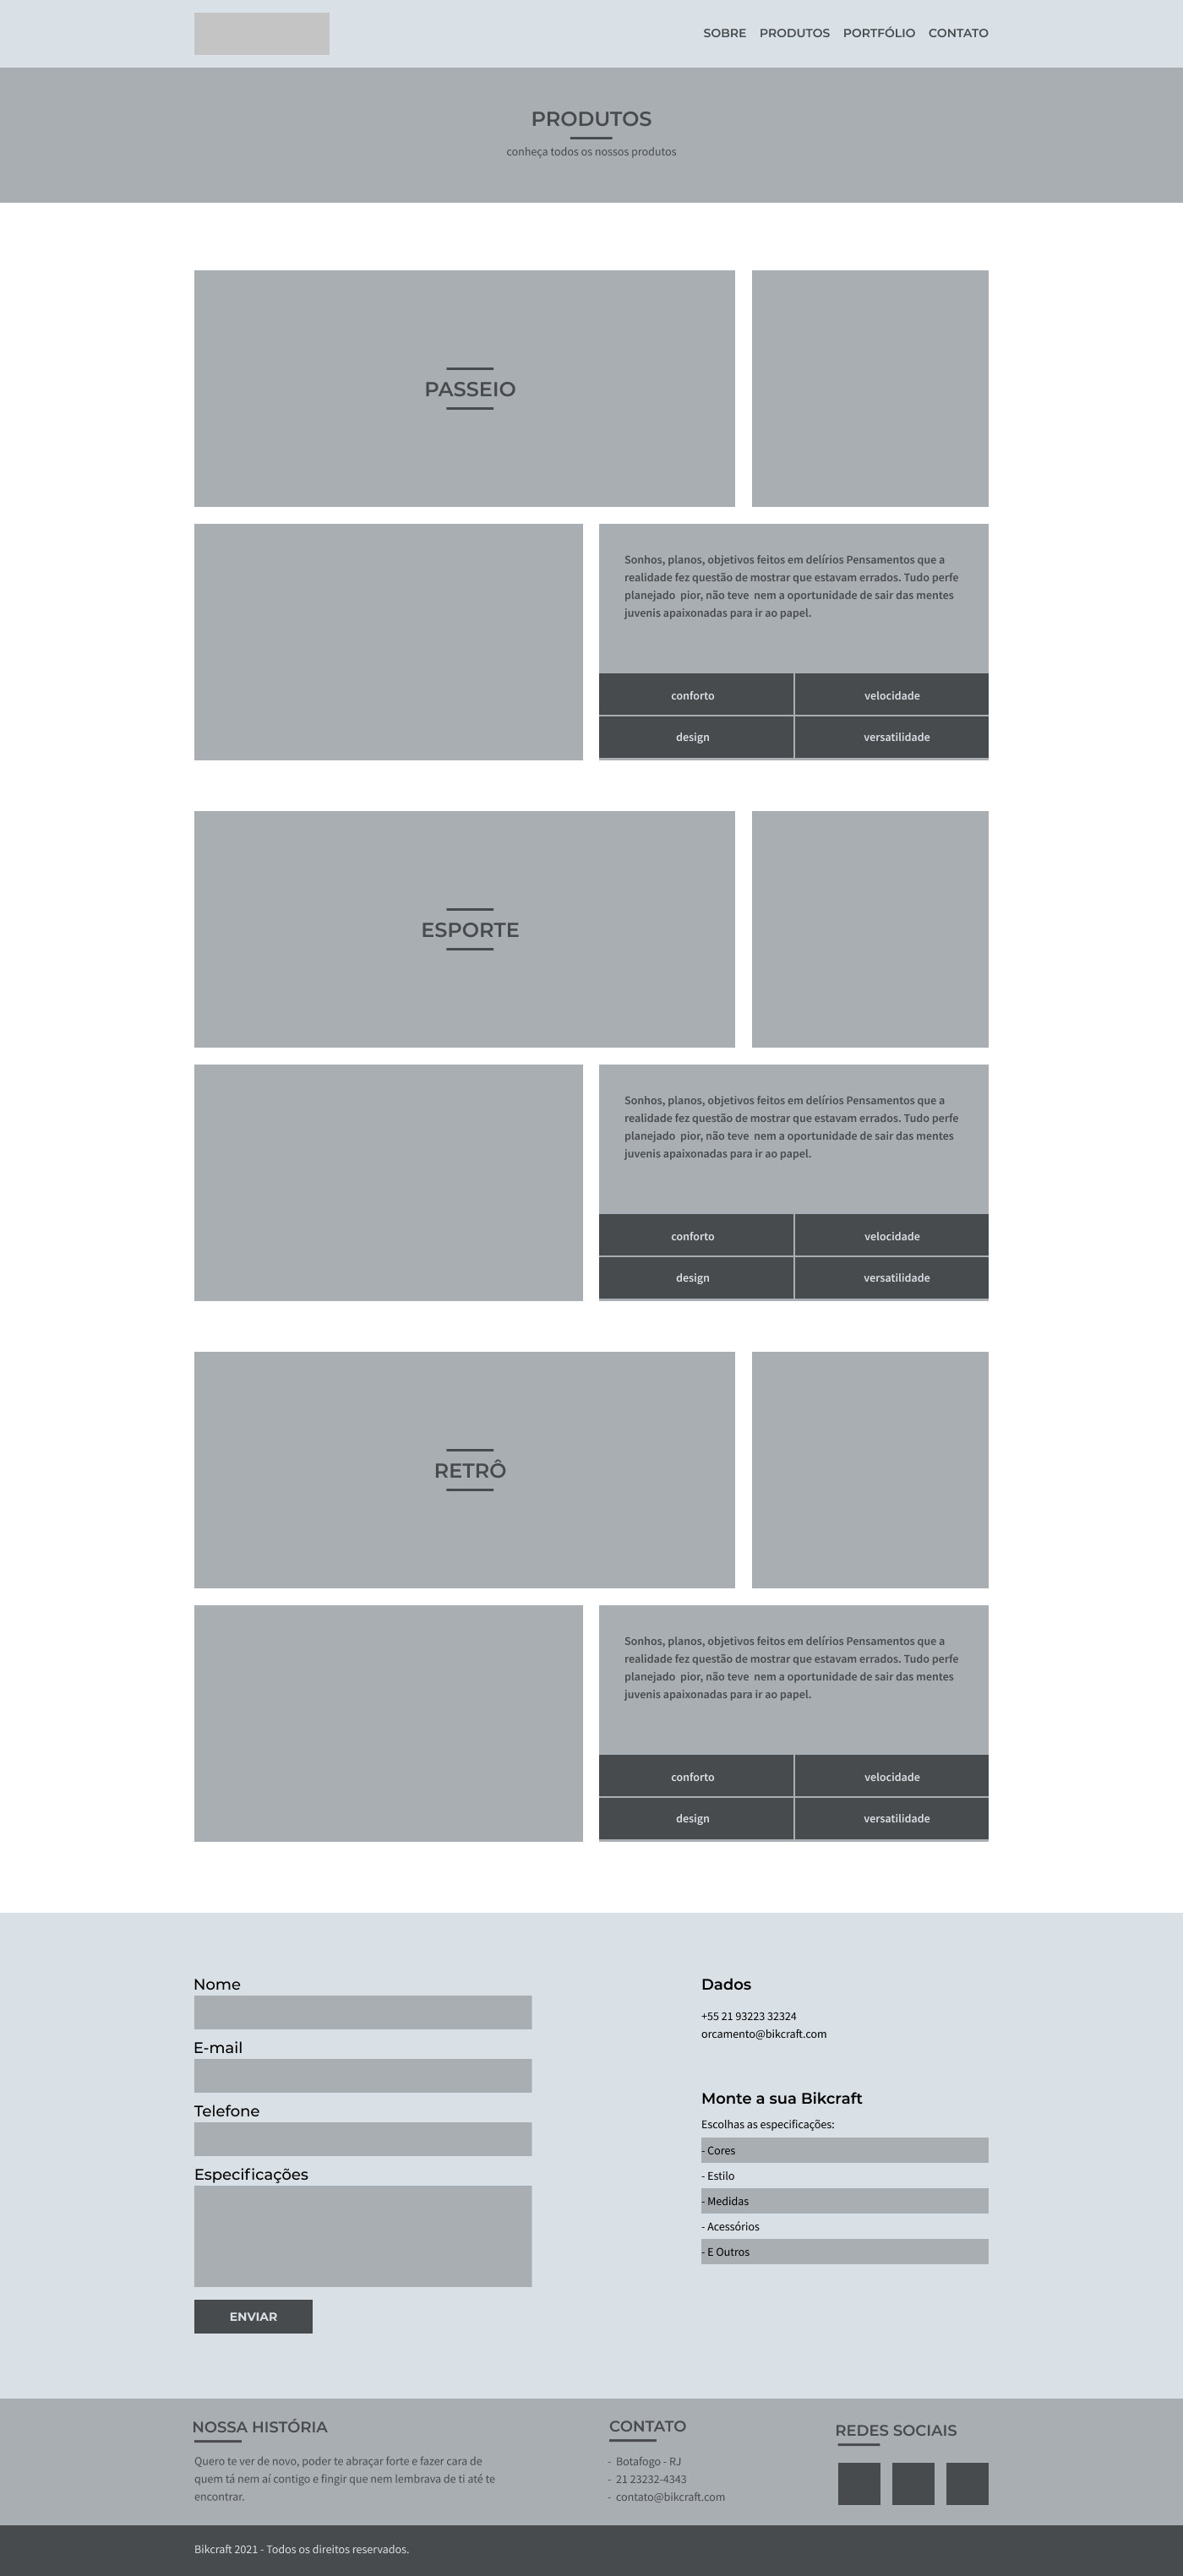 SOBRE PRODUTOS PORTFÓLIO CONTATO
PRODUTOS
conheça todos os nossos produtos
PASSEIO
Sonhos, planos, objetivos feitos em delírios Pensamentos que a
realidade fez questão de mostrar que estavam errados. Tudo perfe
planejado  pior, não teve  nem a oportunidade de sair das mentes
juvenis apaixonadas para ir ao papel.
conforto velocidade
design versatilidade
ESPORTE
Sonhos, planos, objetivos feitos em delírios Pensamentos que a
realidade fez questão de mostrar que estavam errados. Tudo perfe
planejado  pior, não teve  nem a oportunidade de sair das mentes
juvenis apaixonadas para ir ao papel.
conforto velocidade
design versatilidade
RETRÔ
Sonhos, planos, objetivos feitos em delírios Pensamentos que a
realidade fez questão de mostrar que estavam errados. Tudo perfe
planejado  pior, não teve  nem a oportunidade de sair das mentes
juvenis apaixonadas para ir ao papel.
conforto velocidade
design versatilidade
Nome
E-mail
Telefone
Especificações
ENVIAR
Dados
+55 21 93223 32324
orcamento@bikcraft.com
Monte a sua Bikcraft
Escolhas as especificações:
- Cores
- Estilo
- Medidas
- Acessórios
- E Outros
NOSSA HISTÓRIA
Quero te ver de novo, poder te abraçar forte e fazer cara de
quem tá nem aí contigo e fingir que nem lembrava de ti até te
encontrar.
CONTATO
- Botafogo - RJ
- 21 23232-4343
- contato@bikcraft.com
REDES SOCIAIS
Bikcraft 2021 - Todos os direitos reservados.